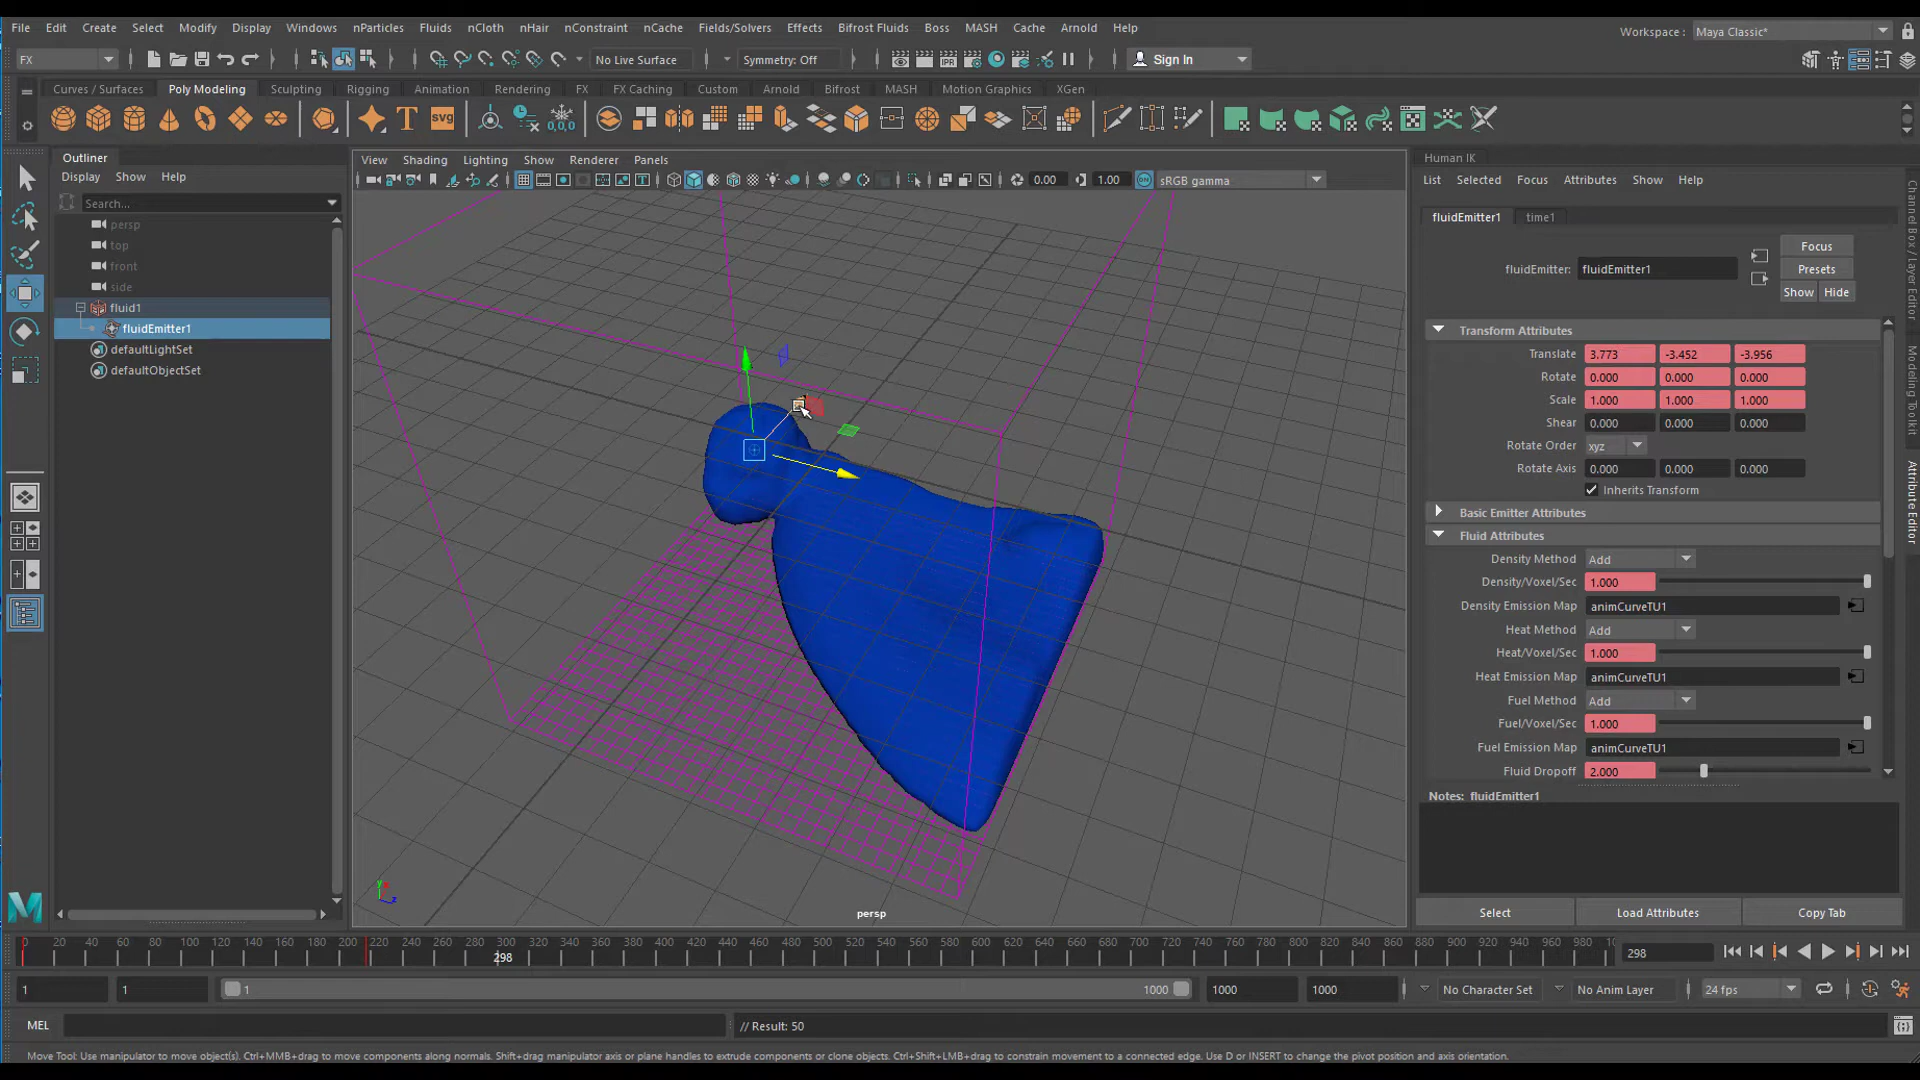 File Edit Create Select Modify Display Windows nParticles Fluids nCloth nHair nConstraint nCache Fields/Solvers Effects Bifrost Fluids Boss MASH Cache Arnold Help
Workspace : Maya Classic*
FX
No Live Surface
Symmetry: Off
Sign In
Curves / Surfaces Poly Modeling Sculpting Rigging Animation Rendering FX FX Caching Custom Arnold Bifrost MASH Motion Graphics XGen
T svg 0,0,0
Outliner
Display Show Help
Search...
persp
top
front
side
fluid1
fluidEmitter1
defaultLightSet
defaultObjectSet
View Shading Lighting Show Renderer Panels
0.00 1.00 ON sRGB gamma
persp
Human IK
List Selected Focus Attributes Show Help
fluidEmitter1 time1
fluidEmitter: fluidEmitter1
Focus
Presets
Show Hide
Transform Attributes
Translate 3.773 -3.452 -3.956
Rotate 0.000 0.000 0.000
Scale 1.000 1.000 1.000
Shear 0.000 0.000 0.000
Rotate Order xyz
Rotate Axis 0.000 0.000 0.000
Inherits Transform
Basic Emitter Attributes
Fluid Attributes
Density Method Add
Density/Voxel/Sec 1.000
Density Emission Map animCurveTU1
Heat Method Add
Heat/Voxel/Sec 1.000
Heat Emission Map animCurveTU1
Fuel Method Add
Fuel/Voxel/Sec 1.000
Fuel Emission Map animCurveTU1
Fluid Dropoff 2.000
Notes: fluidEmitter1
Select Load Attributes Copy Tab
Channel Box / Layer Editor
Modeling Toolkit
Attribute Editor
0 20 40 60 80 100 120 140 160 180 200 220 240 260 280 300 320 340 360 380 400 420 440 460 480 500 520 540 560 580 600 620 640 660 680 700 720 740 760 780 800 820 840 860 880 900 920 940 960 980
298
298
1 1 1 1000 1000 1000
No Character Set
No Anim Layer
24 fps
MEL
// Result: 50
Move Tool: Use manipulator to move object(s). Ctrl+MMB+drag to move components along normals. Shift+drag manipulator axis or plane handles to extrude components or clone objects. Ctrl+Shift+LMB+drag to constrain movement to a connected edge. Use D or INSERT to change the pivot position and axis orientation.